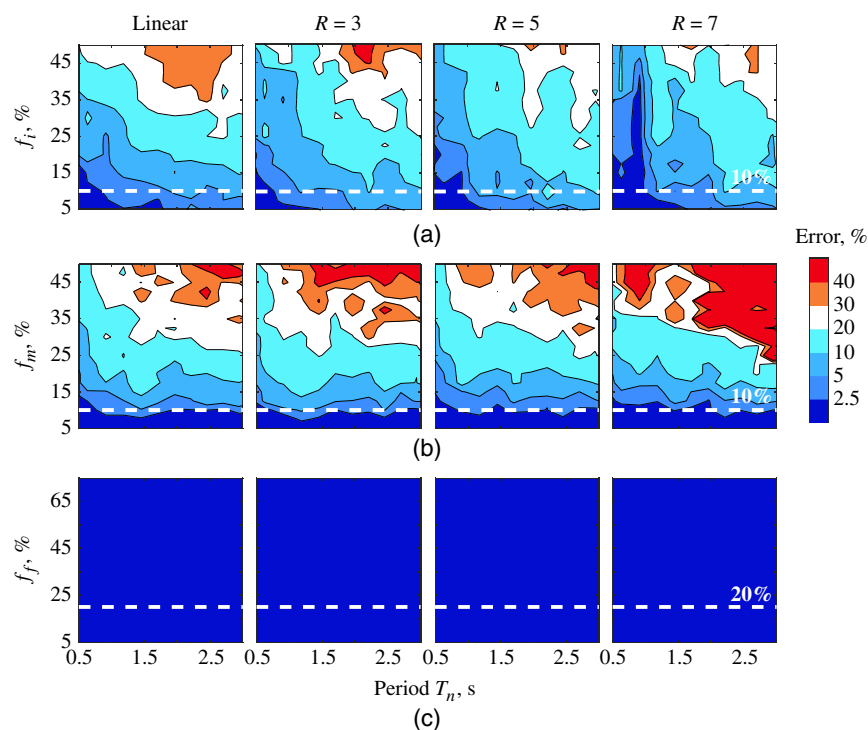 Linear
R = 3
R = 5
R = 7
f_i, %
45
35
25
15
5
10%
(a)
f_m, %
45
35
25
15
5
10%
(b)
Error, %
40
30
20
10
5
2.5
f_f, %
65
45
25
5
20%
0.5 1.5 2.5
0.5 1.5 2.5
0.5 1.5 2.5
0.5 1.5 2.5
Period T_n, s
(c)